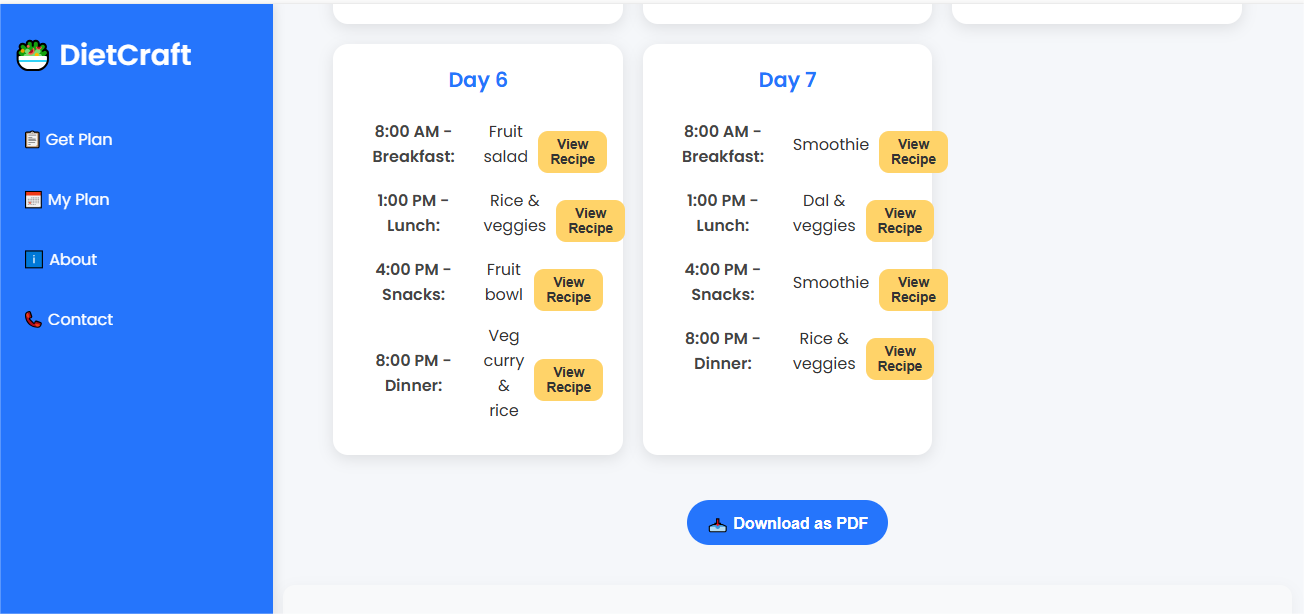 DietCraft
Get Plan
My Plan
About
Contact
Day 6
8:00 AM -
Breakfast:
Fruit
salad
View
Recipe
1:00 PM -
Lunch:
Rice &
veggies
View
Recipe
4:00 PM -
Snacks:
Fruit
bowl
View
Recipe
8:00 PM -
Dinner:
Veg
curry
&
rice
View
Recipe
Day 7
8:00 AM -
Breakfast:
Smoothie
View
Recipe
1:00 PM -
Lunch:
Dal &
veggies
View
Recipe
4:00 PM -
Snacks:
Smoothie
View
Recipe
8:00 PM -
Dinner:
Rice &
veggies
View
Recipe
Download as PDF